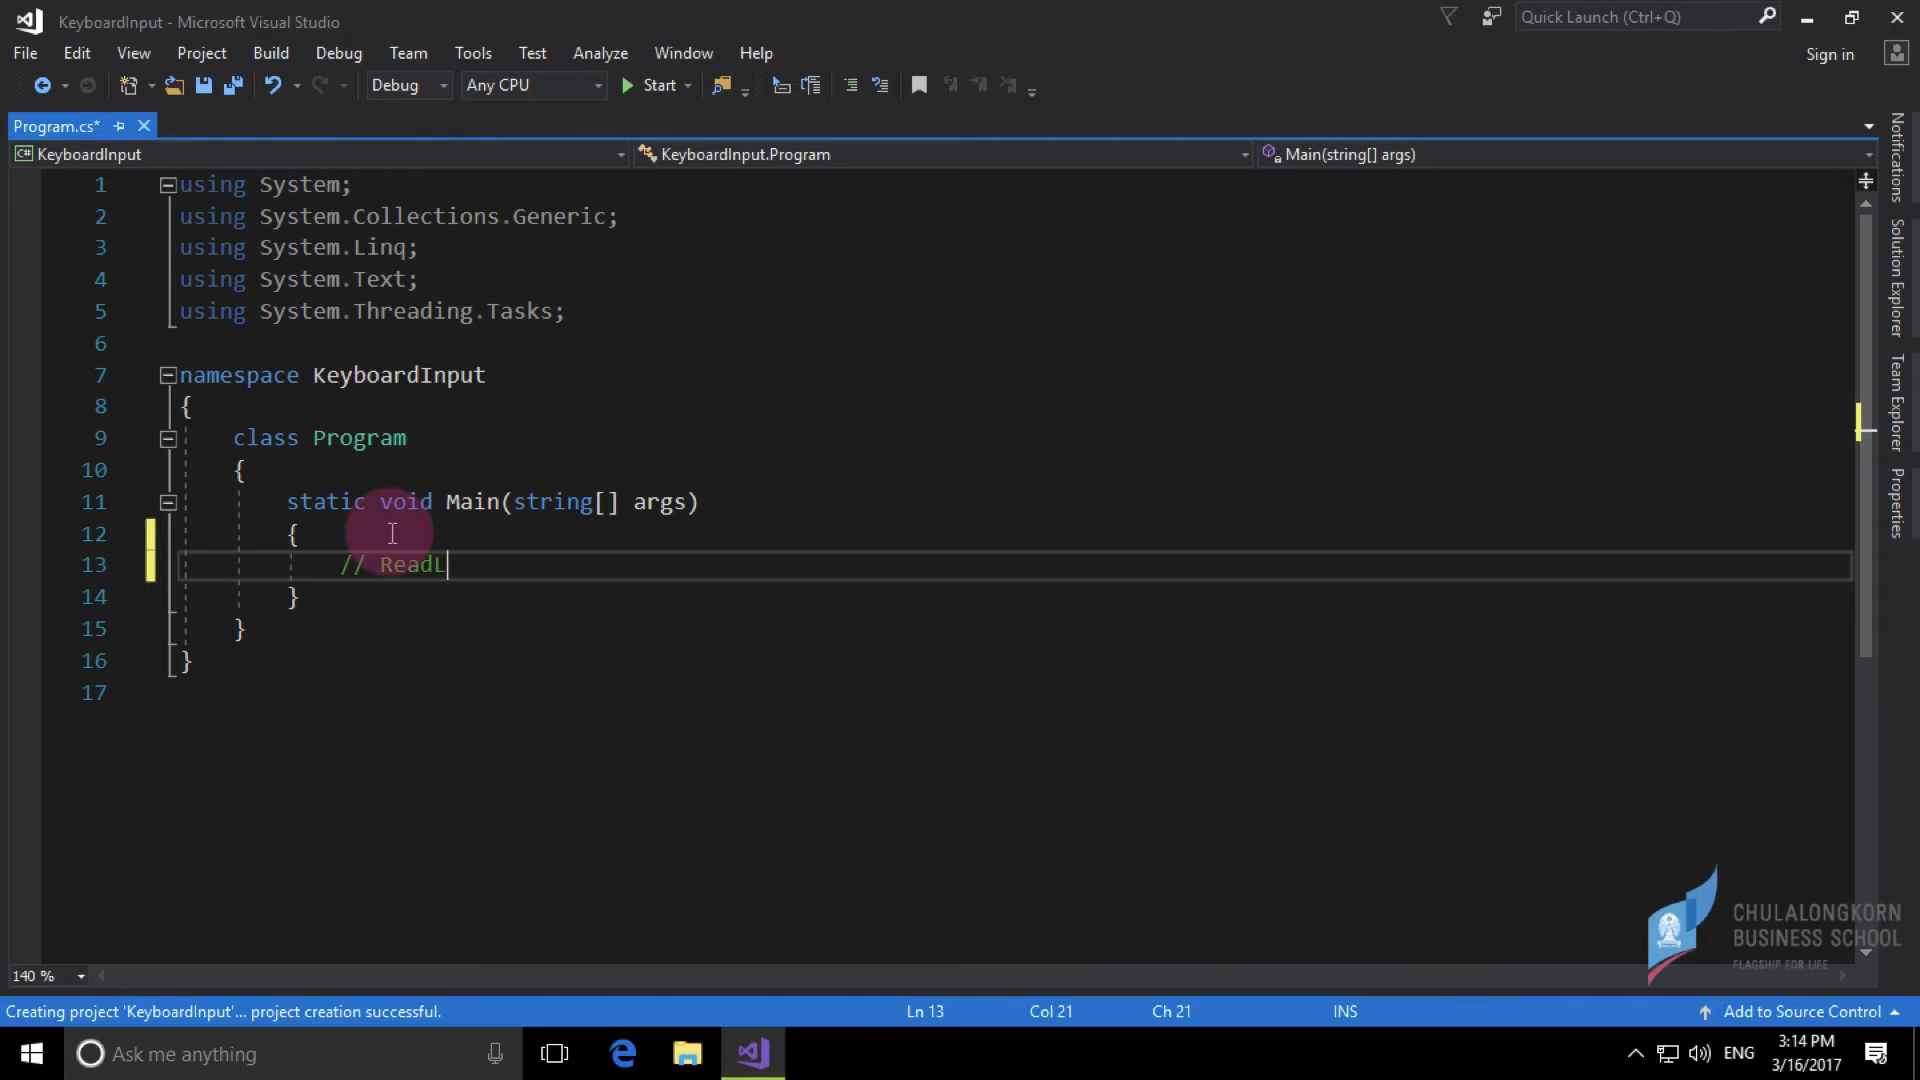 KeyboardInput - Microsoft Visual Studio
Quick Launch (Ctrl+Q)
File Edit View Project Build Debug Team Tools Test Analyze Window Help
Sign in
Debug Any CPU Start
Program.cs*
C# KeyboardInput KeyboardInput.Program Main(string[] args)
1 using System;
2 using System.Collections.Generic;
3 using System.Linq;
4 using System.Text;
5 using System.Threading.Tasks;
6
7 namespace KeyboardInput
8 {
9 class Program
10 {
11 static void Main(string[] args)
12 {
13 // ReadL
14 }
15 }
16 }
17
Notifications
Solution Explorer
Team Explorer
Properties
CHULALONGKORN
BUSINESS SCHOOL
FLAGSHIP FOR LIFE
140 %
Creating project 'KeyboardInput'... project creation successful. Ln 13 Col 21 Ch 21 INS Add to Source Control
Ask me anything
ENG
3:14 PM
3/16/2017